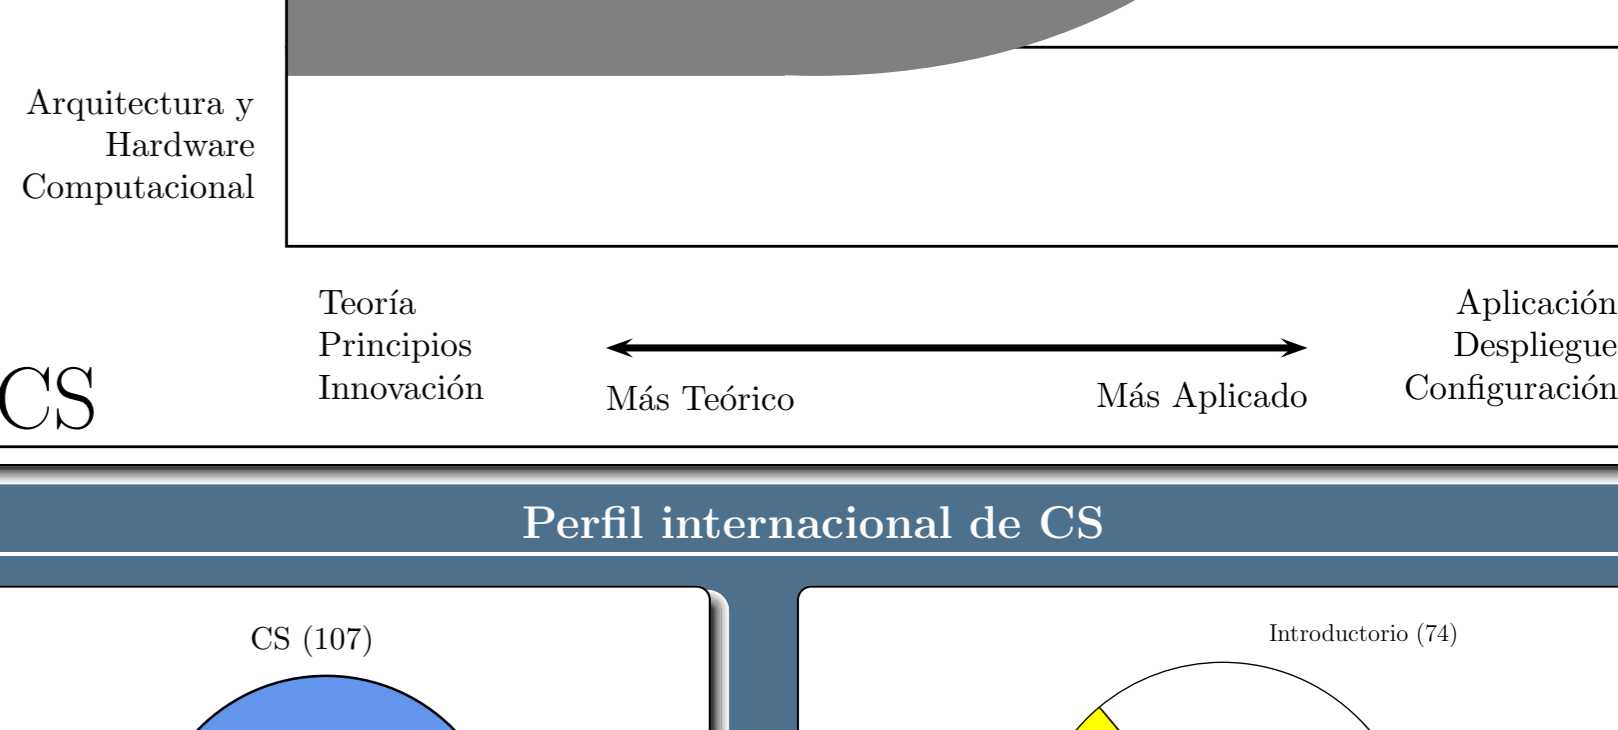 Arquitectura y
Hardware
Computacional
Teoría
Principios
Innovación
Más Teórico
Más Aplicado
Aplicación
Despliegue
Configuración
CS
Perfil internacional de CS
CS (107)
Introductorio (74)